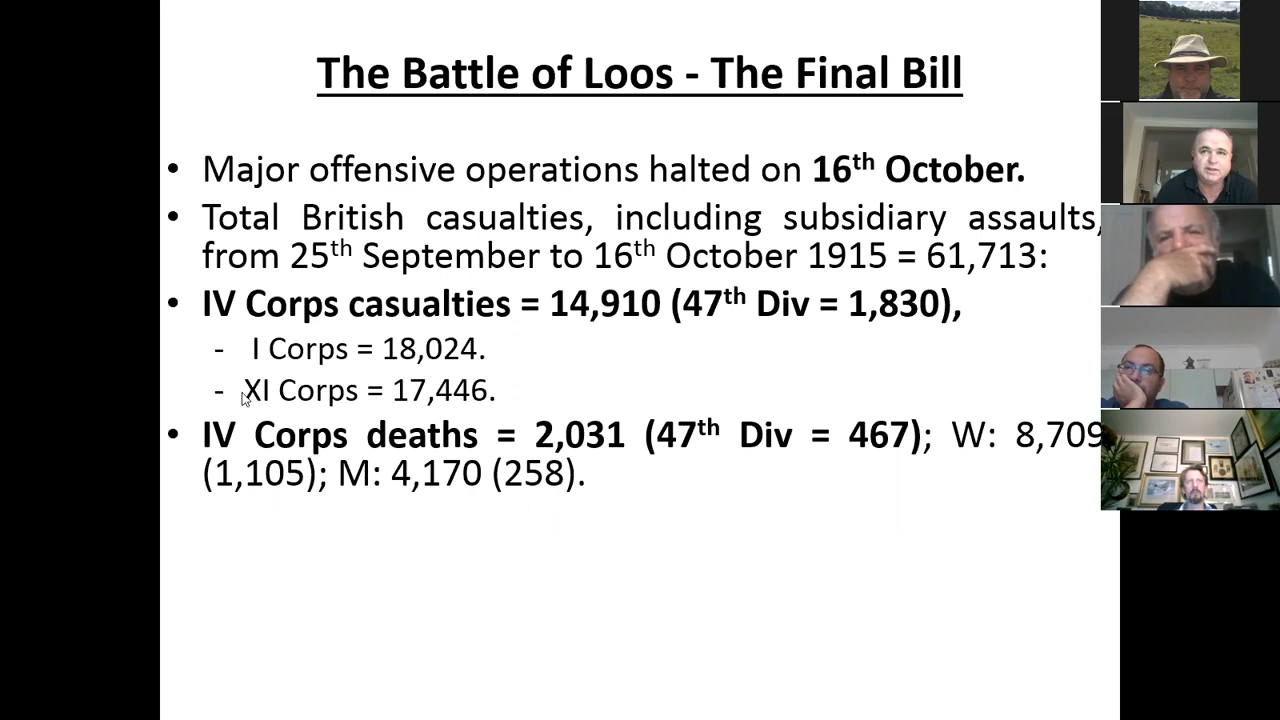 The Battle of Loos - The Final Bill
• Major offensive operations halted on 16th October.
• Total British casualties, including subsidiary assaults,
from 25th September to 16th October 1915 = 61,713:
• IV Corps casualties = 14,910 (47th Div = 1,830),
- I Corps = 18,024.
- XI Corps = 17,446.
• IV Corps deaths = 2,031 (47th Div = 467); W: 8,709
(1,105); M: 4,170 (258).